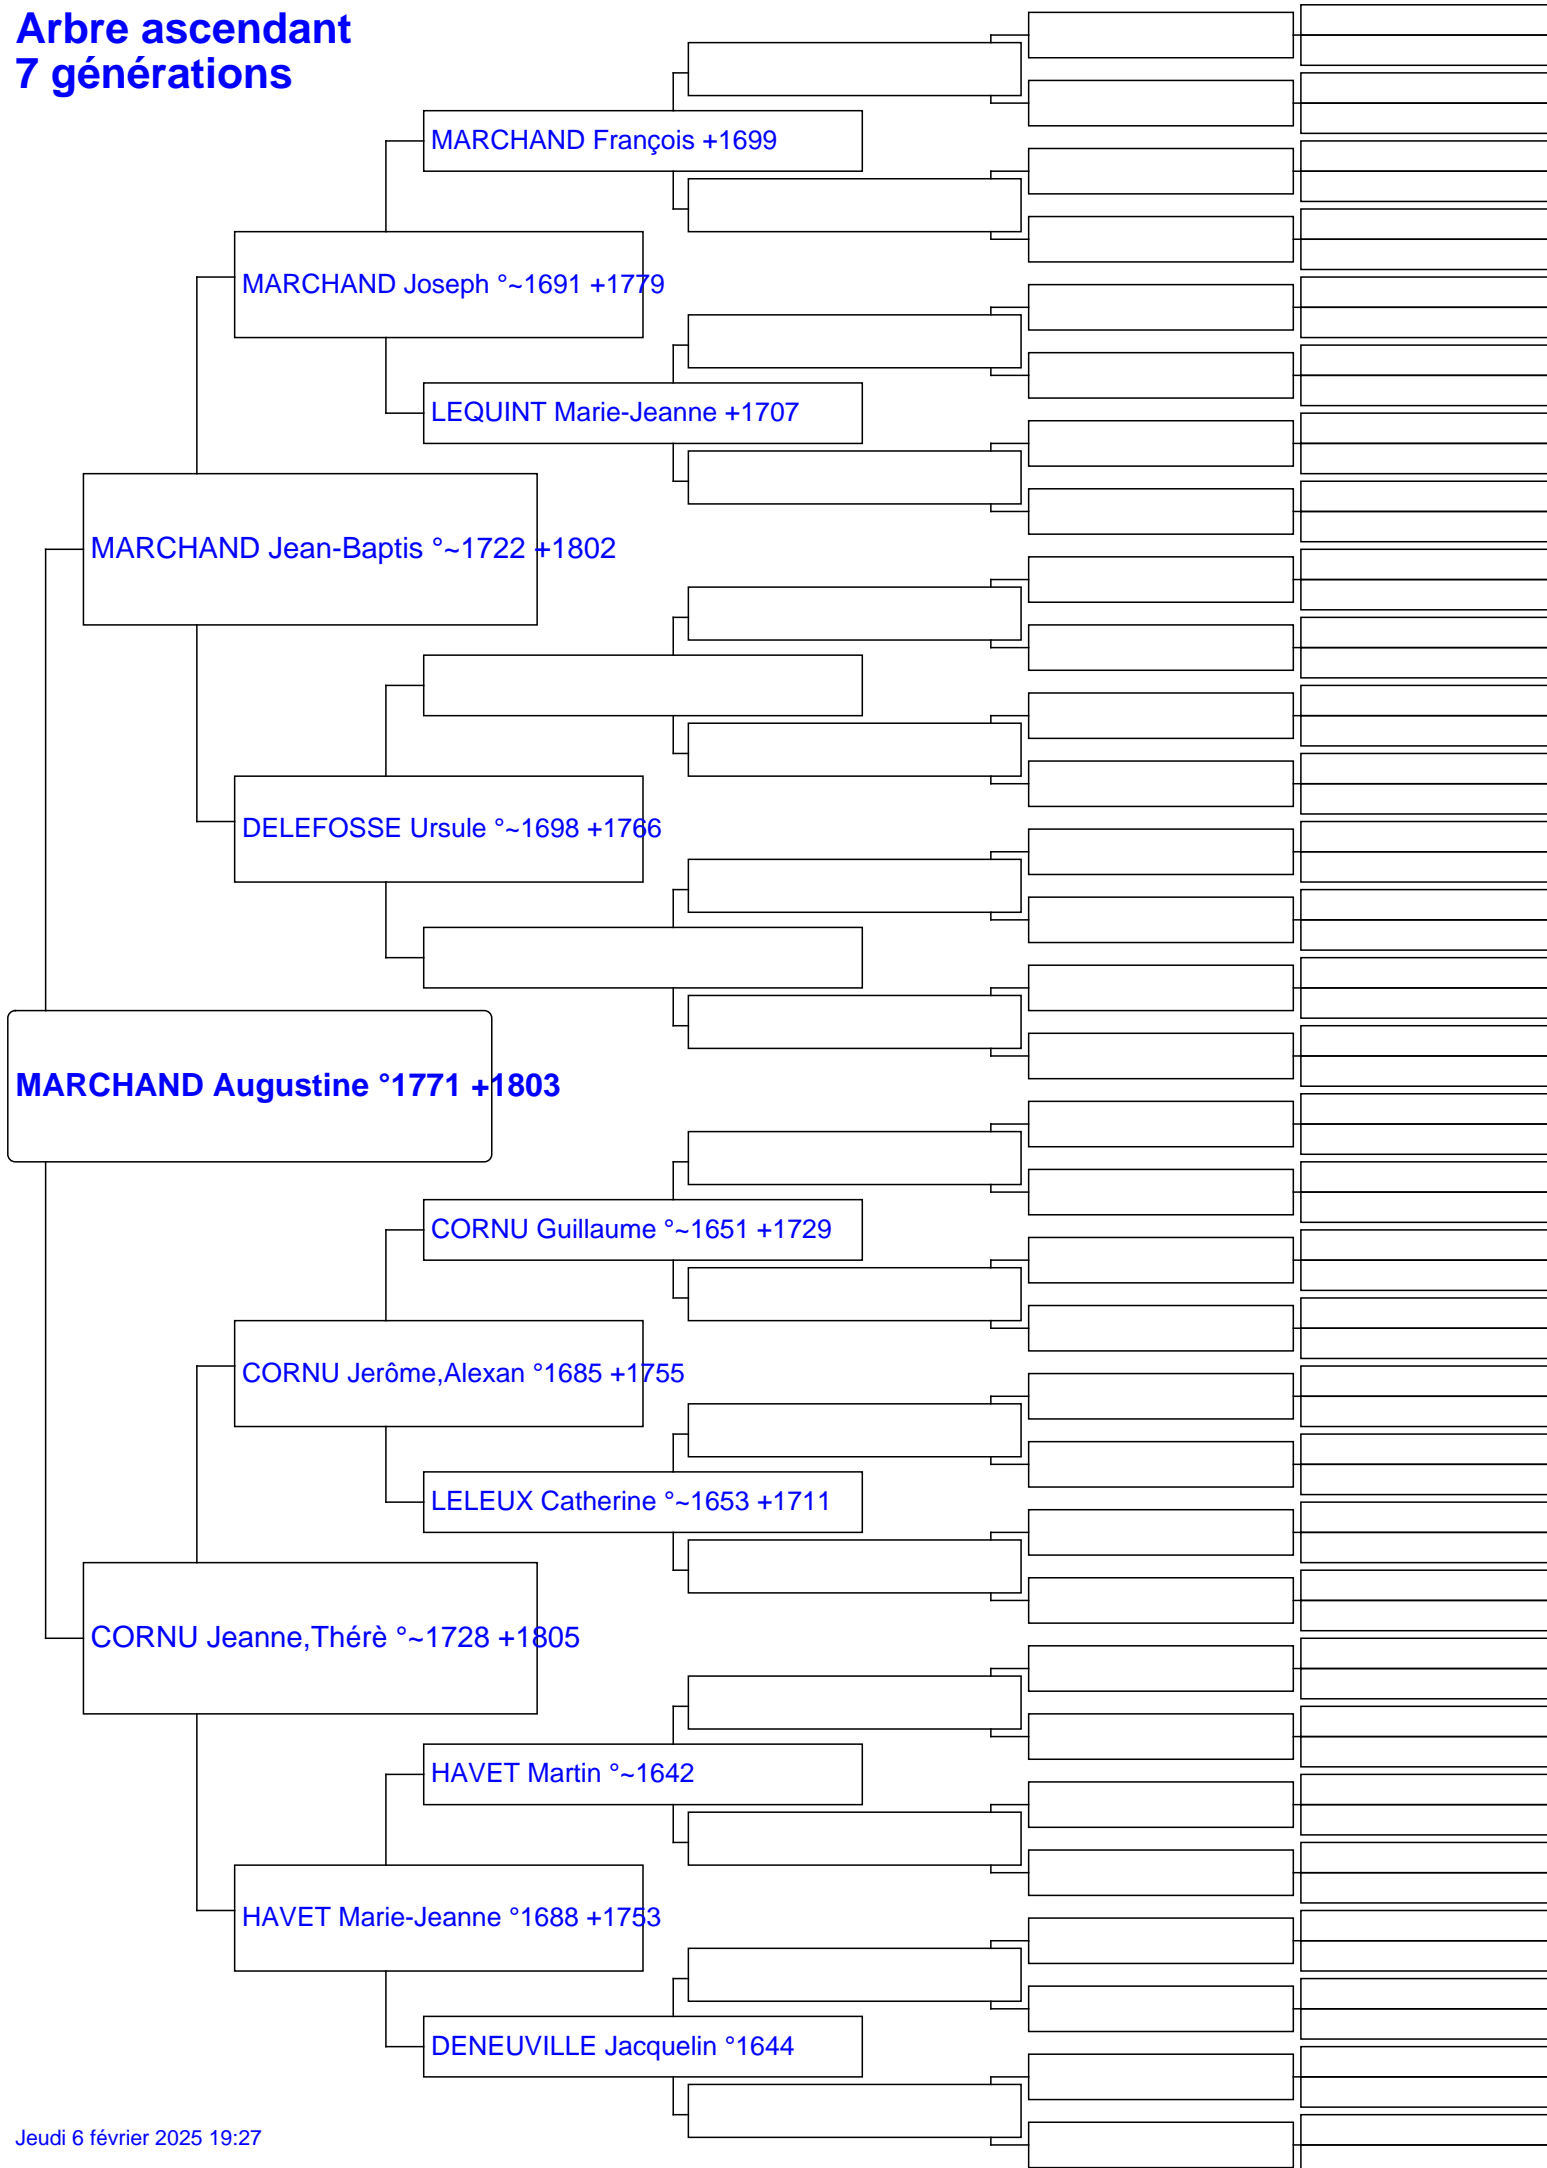 Arbre ascendant
7 générations
MARCHAND François +1699
MARCHAND Joseph °~1691 +1779
LEQUINT Marie-Jeanne +1707
MARCHAND Jean-Baptis °~1722 +1802
DELEFOSSE Ursule °~1698 +1766
MARCHAND Augustine °1771 +1803
CORNU Guillaume °~1651 +1729
CORNU Jerôme,Alexan °1685 +1755
LELEUX Catherine °~1653 +1711
CORNU Jeanne,Thérè °~1728 +1805
HAVET Martin °~1642
HAVET Marie-Jeanne °1688 +1753
DENEUVILLE Jacquelin °1644
Jeudi 6 février 2025 19:27